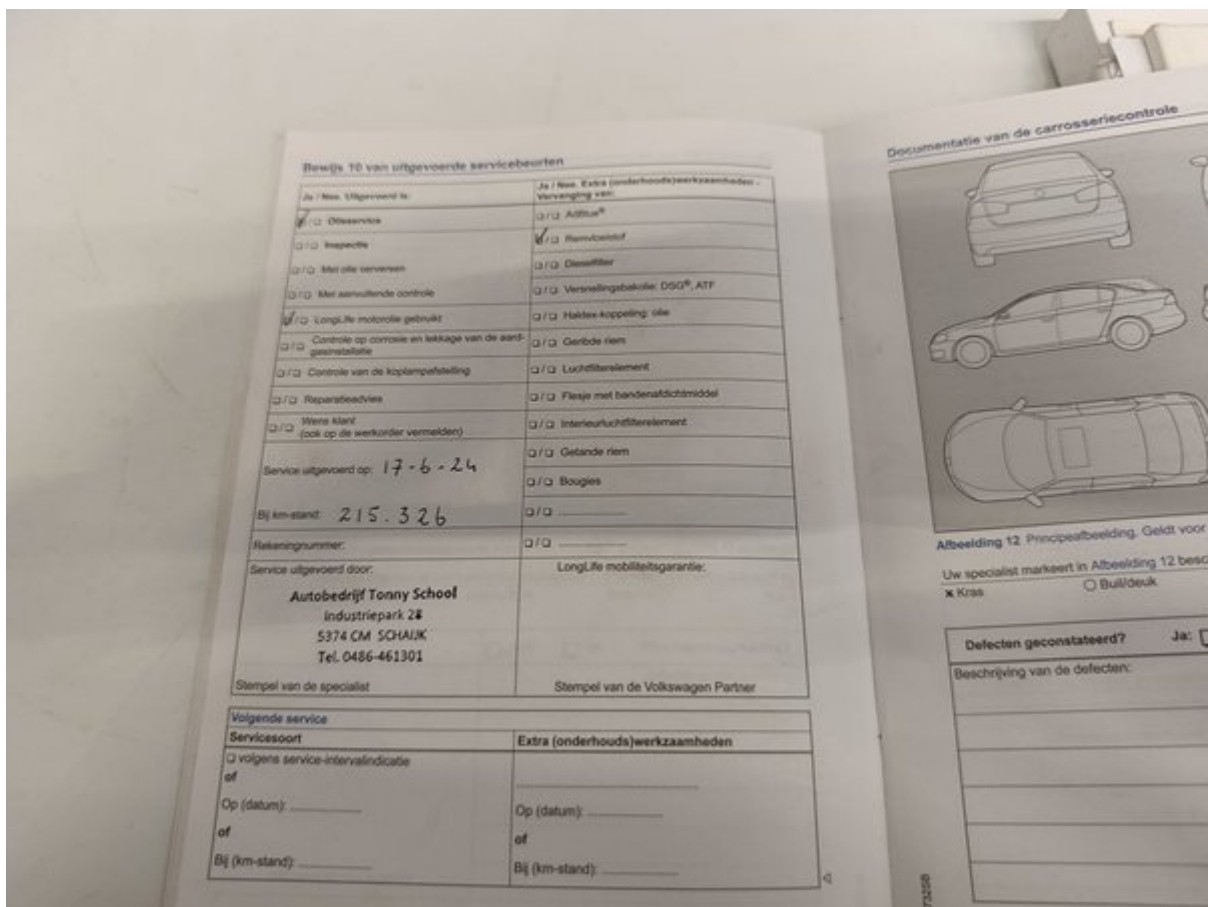 Bewijs 10 van uitgevoerde servicebeurten
Ja / Nee. Uitgevoerd is:
☑/❑ Olieservice
❑/❑ Inspectie
❑/❑ Met olie verversen
❑/❑ Met aanvullende controle
☑/❑ LongLife motorolie gebruikt
❑/❑ Controle op corrosie en lekkage van de aard-
gasinstallatie
❑/❑ Controle van de koplampafstelling
❑/❑ Reparatieadvies
❑/❑ Wens klant
(ook op de werkorder vermelden)
Service uitgevoerd op: 17-6-24
Bij km-stand: 215.326
Rekeningnummer:
Service uitgevoerd door:
Autobedrijf Tonny School
Industriepark 28
5374 CM SCHAIJK
Tel. 0486-461301
Stempel van de specialist
Ja / Nee. Extra (onderhouds)werkzaamheden -
Vervanging van:
❑/❑ AdBlue®
☑/❑ Remvloeistof
❑/❑ Dieselfilter
❑/❑ Versnellingsbakolie: DSG®, ATF
❑/❑ Haldex-koppeling: olie
❑/❑ Geribde riem
❑/❑ Luchtfilterelement
❑/❑ Flesje met bandenafdichtmiddel
❑/❑ Interieurluchtfilterelement
❑/❑ Getande riem
❑/❑ Bougies
❑/❑ ....................
❑/❑ ....................
LongLife mobiliteitsgarantie:
Stempel van de Volkswagen Partner
Volgende service
Servicesoort
❑ volgens service-intervalindicatie
of
Op (datum): ....................
of
Bij (km-stand): ....................
Extra (onderhouds)werkzaamheden
....................
Op (datum): ....................
of
Bij (km-stand): ....................
Documentatie van de carrosseriecontrole
Afbeelding 12 Principeafbeelding. Geldt voor
Uw specialist markeert in Afbeelding 12 besc
x Kras
○ Buil/deuk
Defecten geconstateerd? Ja: ❑
Beschrijving van de defecten: